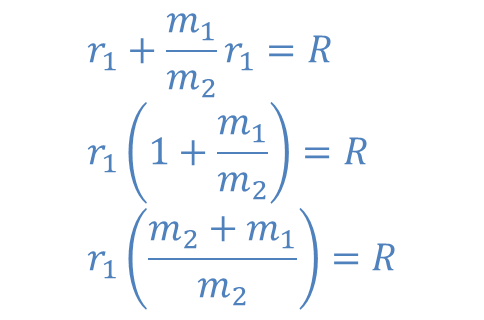 r₁ + m₁/m₂ r₁ = R
r₁(1 + m₁/m₂) = R
r₁((m₂ + m₁)/m₂) = R